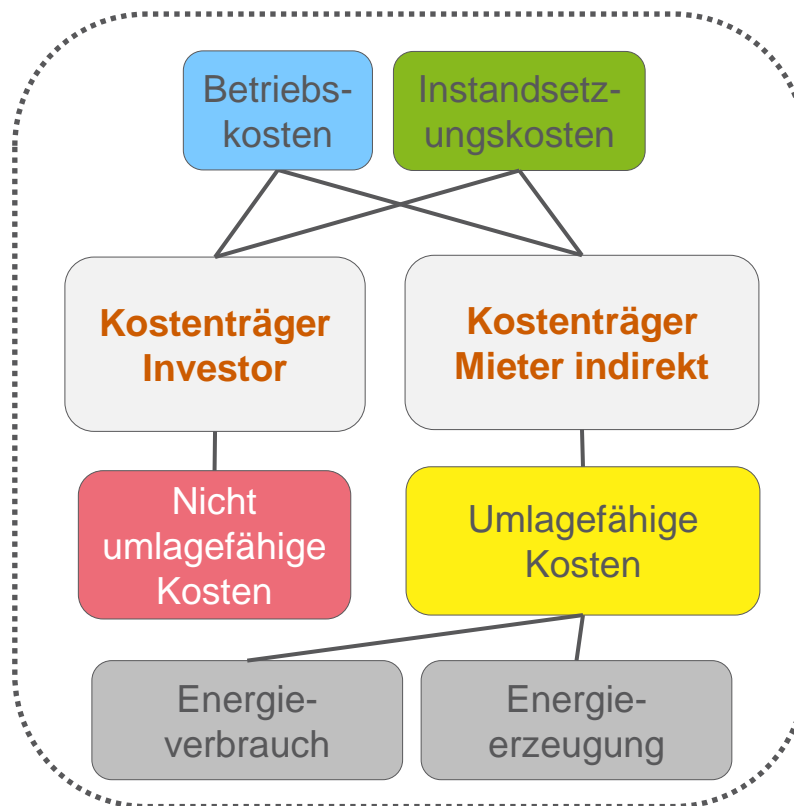 Betriebs-
kosten
Instandsetz-
ungskosten
Kostenträger
Investor
Kostenträger
Mieter indirekt
Nicht
umlagefähige
Kosten
Umlagefähige
Kosten
Energie-
verbrauch
Energie-
erzeugung